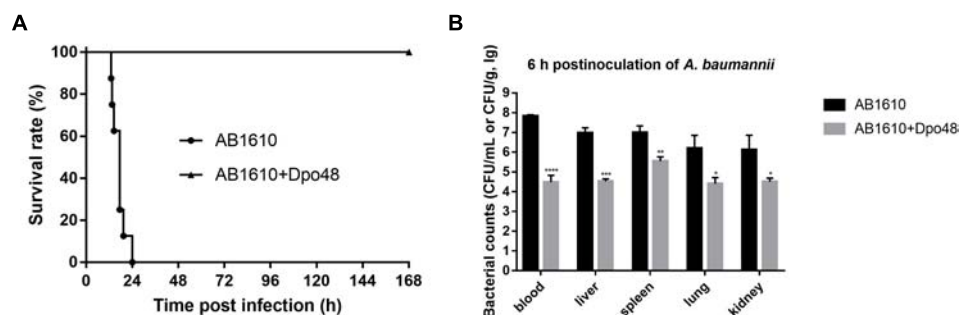 A
100
80
60
40
20
0
Survival rate (%)
AB1610
AB1610+Dpo48
0 24 48 72 96 120 144 168
Time post infection (h)
B
6 h postinoculation of A. baumannii
Bacterial counts (CFU/mL or CFU/g, lg)
8
7
6
5
4
3
2
1
0
****
***
**
*
*
blood liver spleen lung kidney
AB1610
AB1610+Dpo48